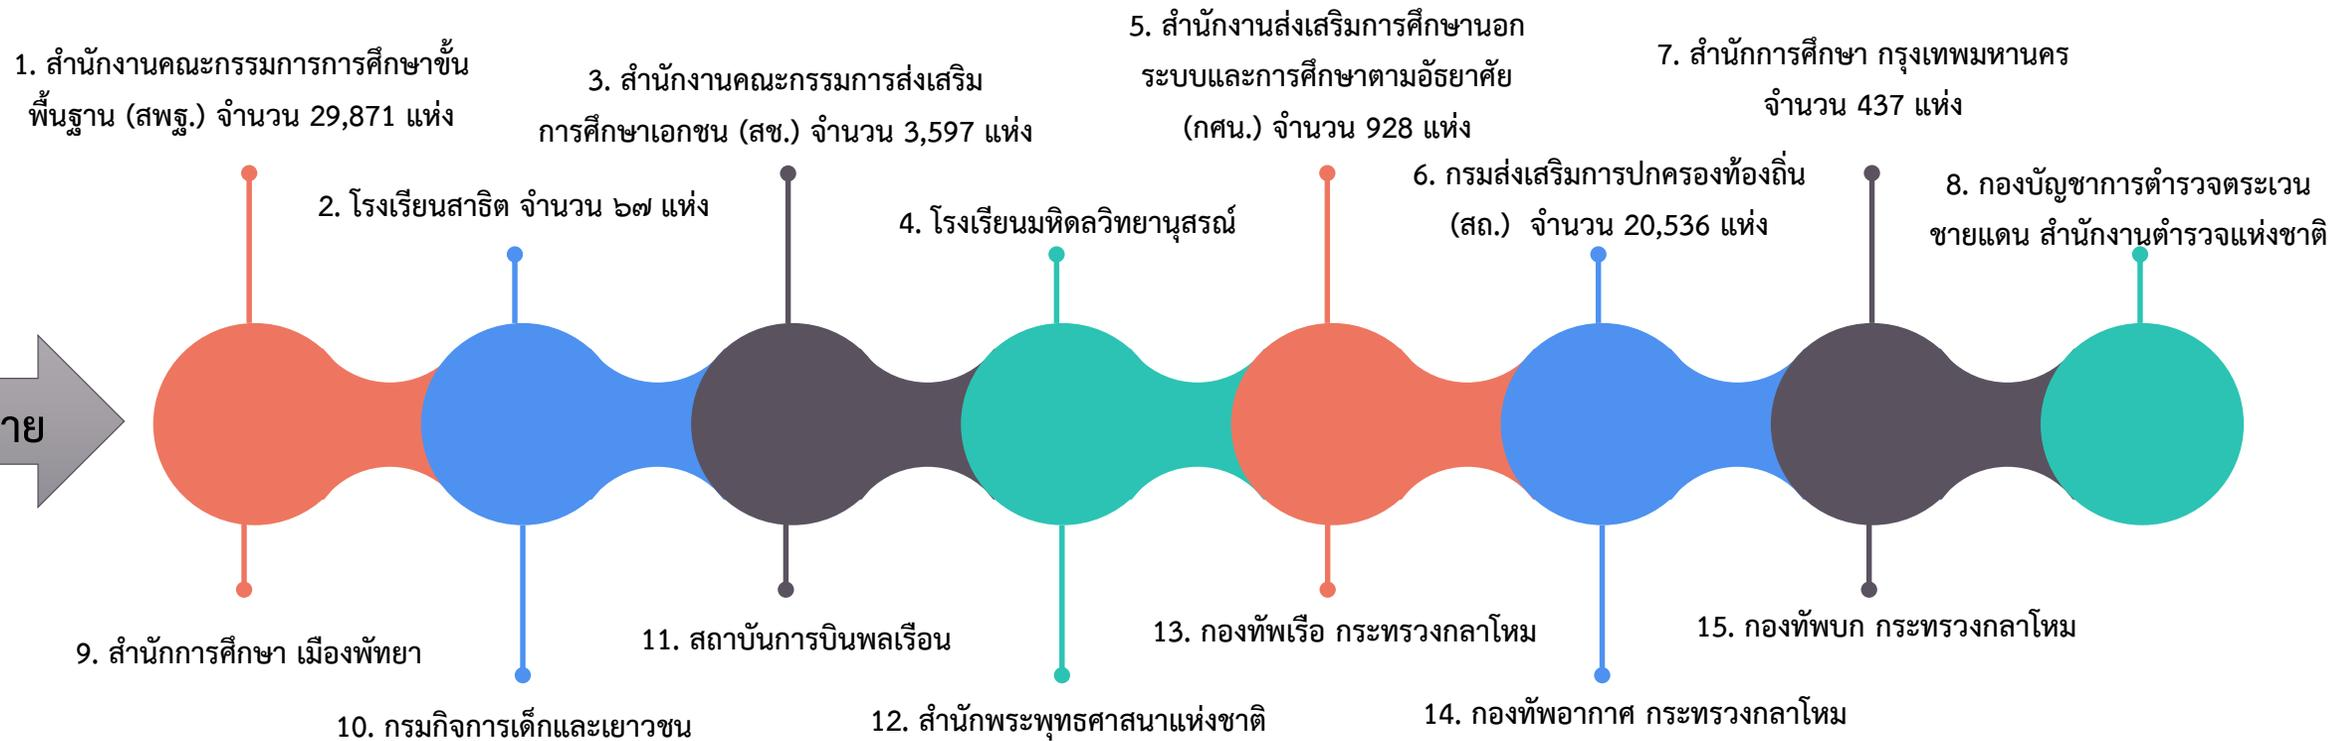 1. สำนักงานคณะกรรมการการศึกษาขั้น
พื้นฐาน (สพฐ.) จำนวน 29,871 แห่ง
2. โรงเรียนสาธิต จำนวน ๖๗ แห่ง
3. สำนักงานคณะกรรมการส่งเสริม
การศึกษาเอกชน (สช.) จำนวน 3,597 แห่ง
4. โรงเรียนมหิดลวิทยานุสรณ์
5. สำนักงานส่งเสริมการศึกษานอก
ระบบและการศึกษาตามอัธยาศัย
(กศน.) จำนวน 928 แห่ง
6. กรมส่งเสริมการปกครองท้องถิ่น
(สถ.) จำนวน 20,536 แห่ง
7. สำนักการศึกษา กรุงเทพมหานคร
จำนวน 437 แห่ง
8. กองบัญชาการตำรวจตระเวน
ชายแดน สำนักงานตำรวจแห่งชาติ
9. สำนักการศึกษา เมืองพัทยา
10. กรมกิจการเด็กและเยาวชน
11. สถาบันการบินพลเรือน
12. สำนักพระพุทธศาสนาแห่งชาติ
13. กองทัพเรือ กระทรวงกลาโหม
14. กองทัพอากาศ กระทรวงกลาโหม
15. กองทัพบก กระทรวงกลาโหม